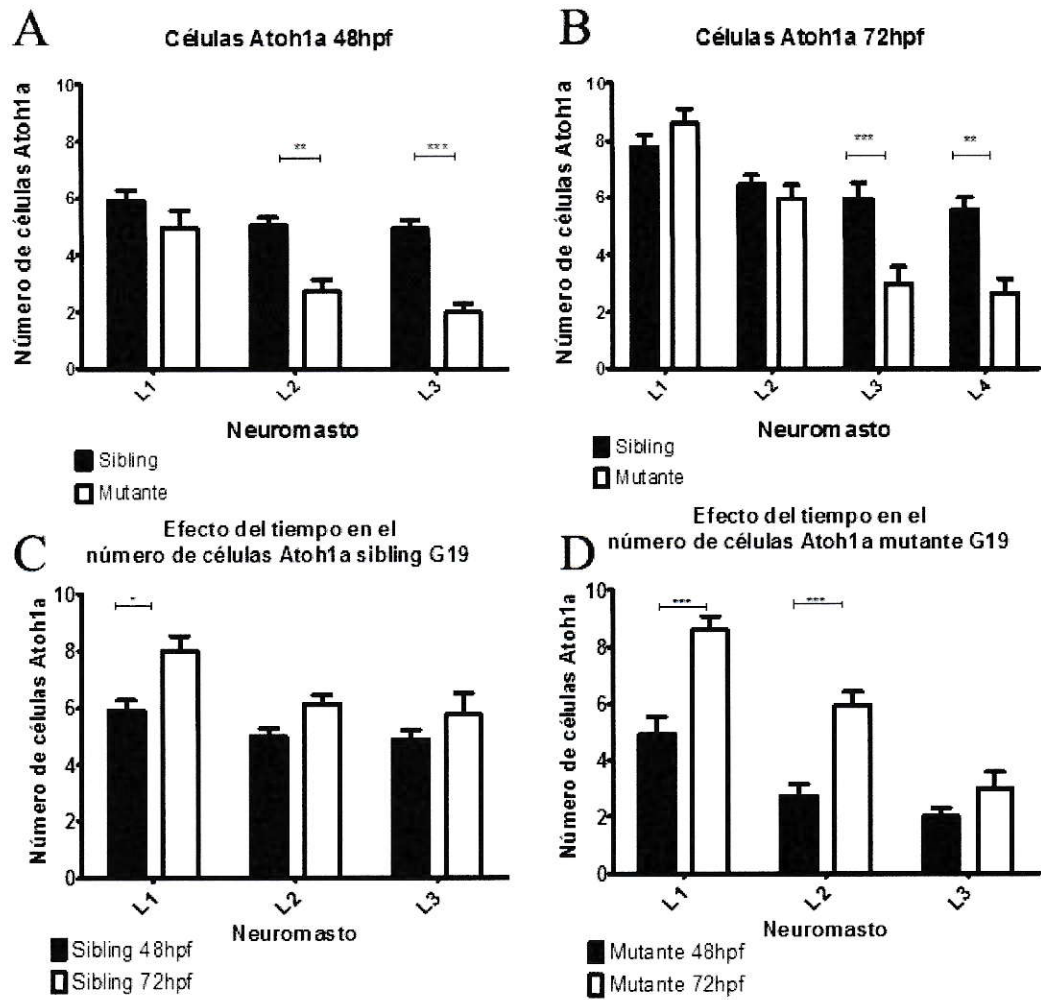 A
Células Atoh1a 48hpf
Número de células Atoh1a
10
8
6
4
2
0
**
***
L1
L2
L3
Neuromasto
Sibling
Mutante
B
Células Atoh1a 72hpf
Número de células Atoh1a
10
8
6
4
2
0
***
**
L1
L2
L3
L4
Neuromasto
Sibling
Mutante
C
Efecto del tiempo en el
número de células Atoh1a sibling G19
Número de células Atoh1a
10
8
6
4
2
0
*
L1
L2
L3
Neuromasto
Sibling 48hpf
Sibling 72hpf
D
Efecto del tiempo en el
número de células Atoh1a mutante G19
Número de células Atoh1a
10
8
6
4
2
0
***
***
L1
L2
L3
Neuromasto
Mutante 48hpf
Mutante 72hpf